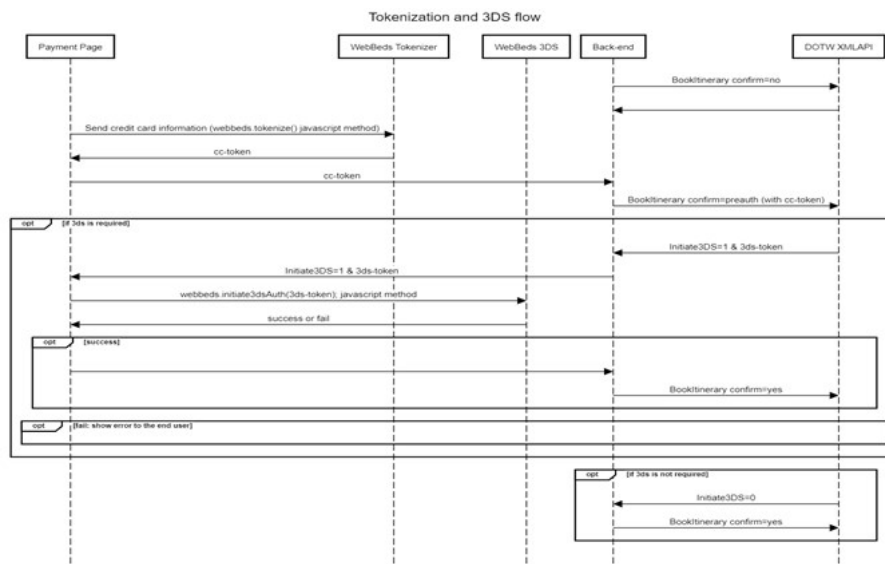 Tokenization and 3DS flow
Payment Page
WebBeds Tokenizer
WebBeds 3DS
Back-end
DOTW XMLAPI
BookItinerary confirm=no
Send credit card information (webbeds.tokenize() javascript method)
cc-token
cc-token
BookItinerary confirm=preauth (with cc-token)
opt
[if 3ds is required]
Initiate3DS=1 & 3ds-token
Initiate3DS=1 & 3ds-token
webbeds.initiate3dsAuth(3ds-token); javascript method
success or fail
opt
[success]
BookItinerary confirm=yes
opt
[fail: show error to the end user]
opt
[if 3ds is not required]
Initiate3DS=0
BookItinerary confirm=yes